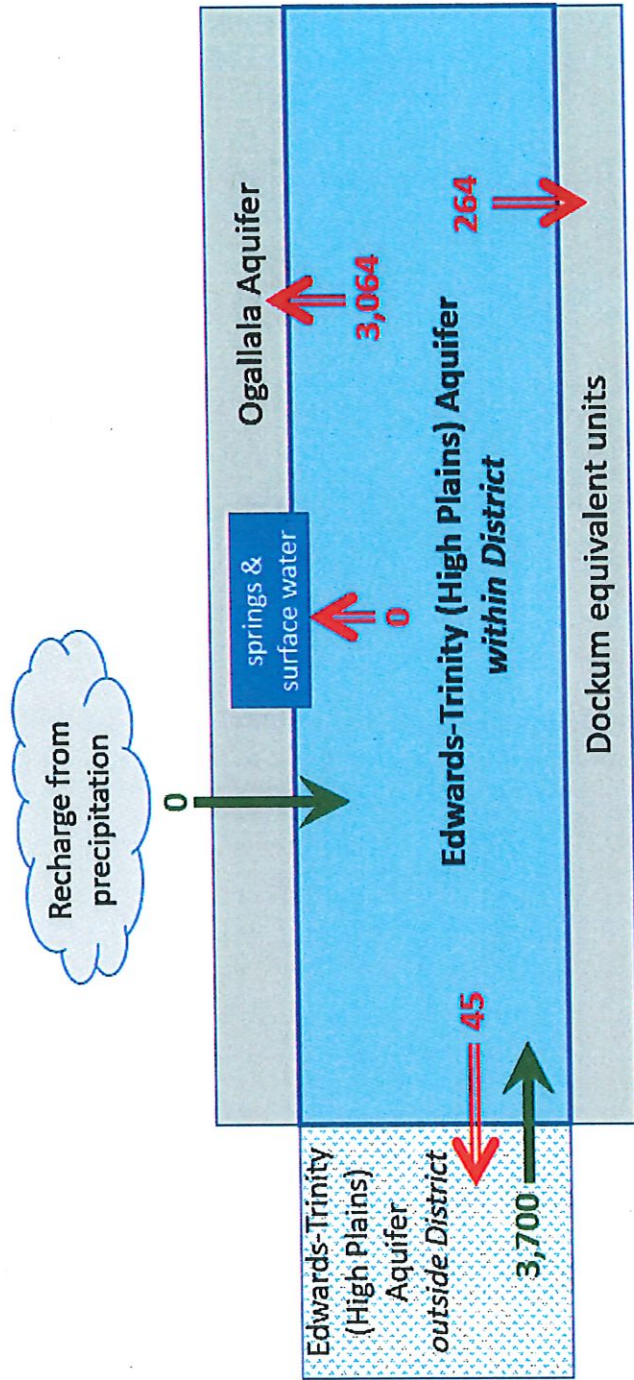 Recharge from
precipitation
0
springs &
surface water
Ogallala Aquifer
0
3,064
264
Edwards-Trinity
(High Plains)
Aquifer
outside District
45
3,700
Edwards-Trinity (High Plains) Aquifer
within District
Dockum equivalent units